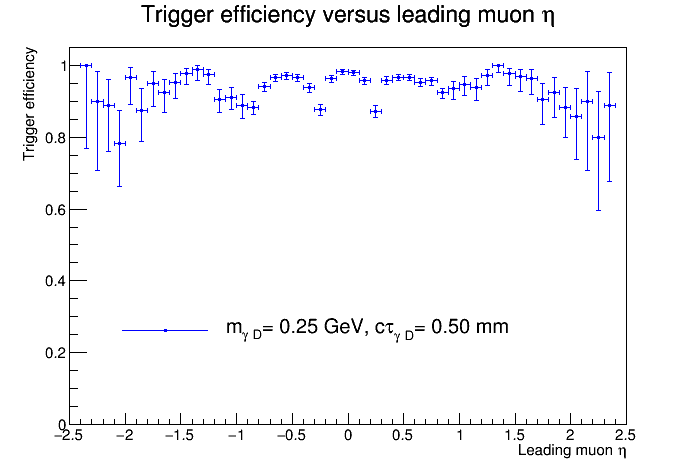 Trigger efficiency versus leading muon η
Trigger efficiency
1
0.8
0.6
0.4
0.2
0
m_γ D= 0.25 GeV, cτ_γ D= 0.50 mm
−2.5 −2 −1.5 −1 −0.5 0 0.5 1 1.5 2 2.5
Leading muon η